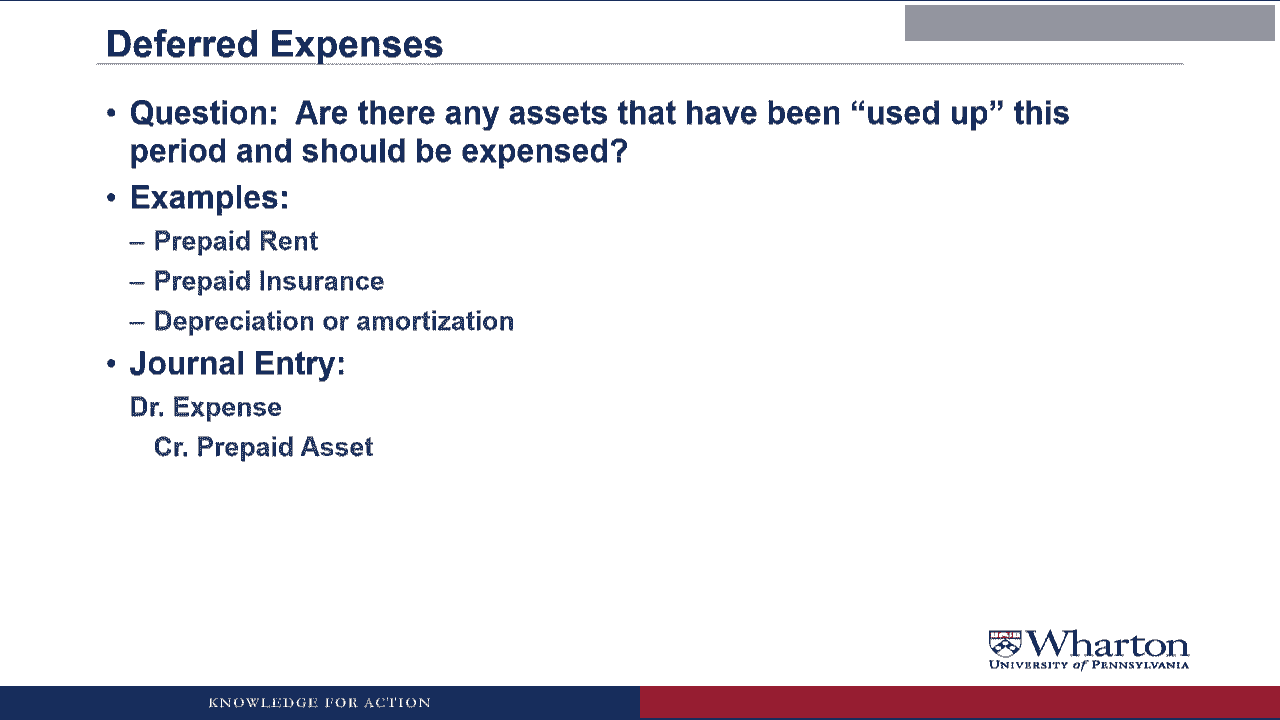 Deferred Expenses
• Question:  Are there any assets that have been “used up” this
period and should be expensed?
• Examples:
– Prepaid Rent
– Prepaid Insurance
– Depreciation or amortization
• Journal Entry:
Dr. Expense
Cr. Prepaid Asset
Wharton
UNIVERSITY of PENNSYLVANIA
KNOWLEDGE FOR ACTION